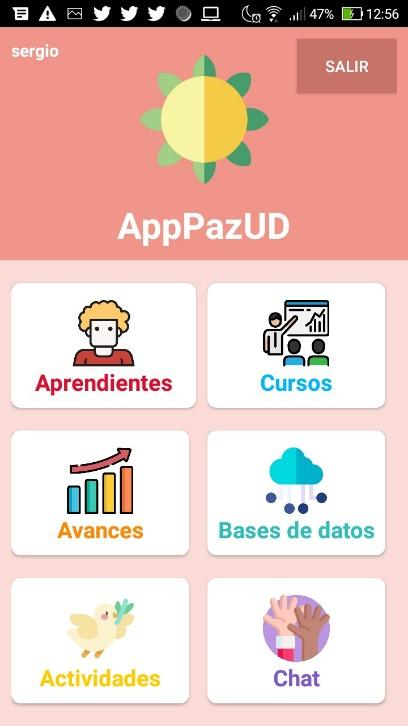 47% 12:56
sergio
SALIR
AppPazUD
Aprendientes
Cursos
Avances
Bases de datos
Actividades
Chat